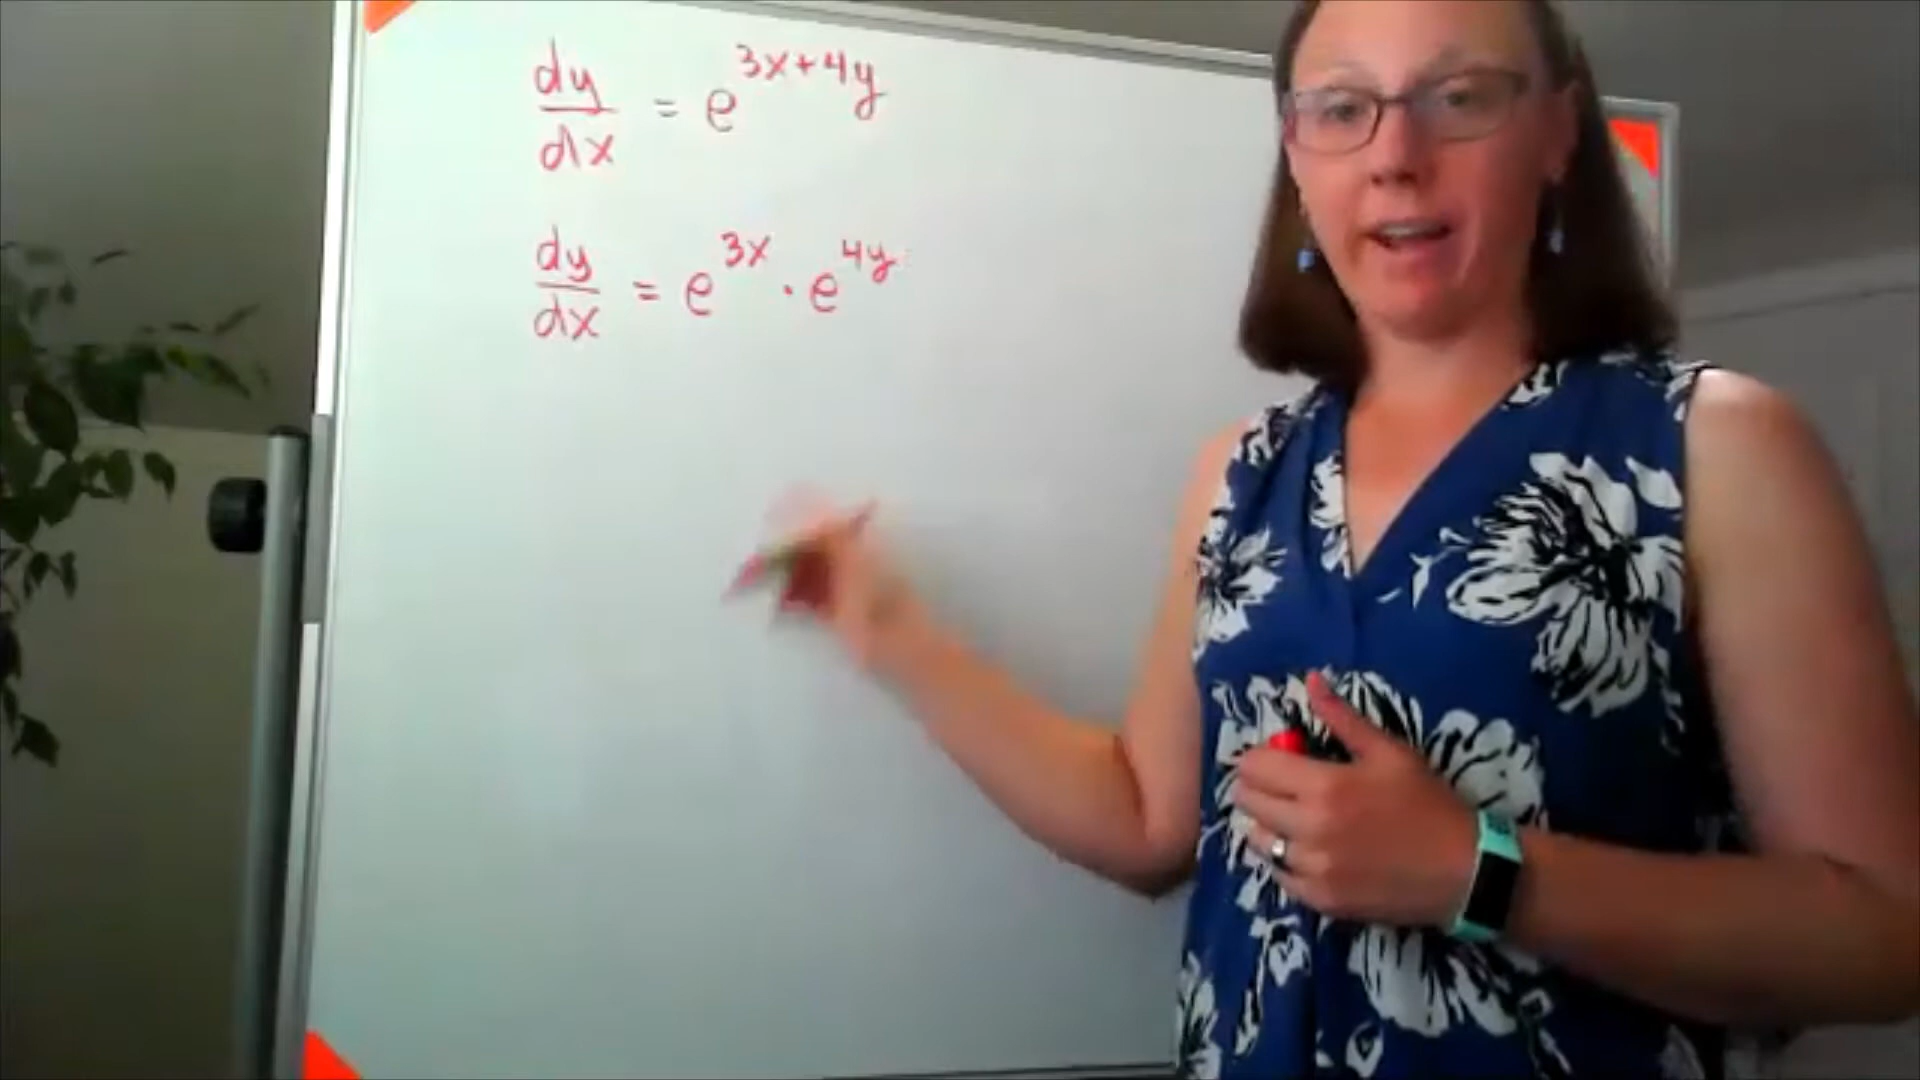 dy/dx = e^{3x+4y}
dy/dx = e^{3x} · e^{4y}